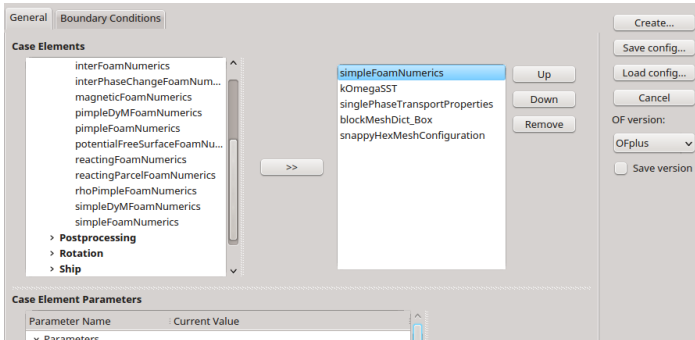 General
Boundary Conditions
Case Elements
interFoamNumerics
interPhaseChangeFoamNum...
magneticFoamNumerics
pimpleDyMFoamNumerics
pimpleFoamNumerics
potentialFreeSurfaceFoamNu...
reactingFoamNumerics
reactingParcelFoamNumerics
rhoPimpleFoamNumerics
simpleDyMFoamNumerics
simpleFoamNumerics
> Postprocessing
> Rotation
> Ship
>>
simpleFoamNumerics
kOmegaSST
singlePhaseTransportProperties
blockMeshDict_Box
snappyHexMeshConfiguration
Up
Down
Remove
Create...
Save config...
Load config...
Cancel
OF version:
OFplus
Save version
Case Element Parameters
Parameter Name Current Value
Parameters